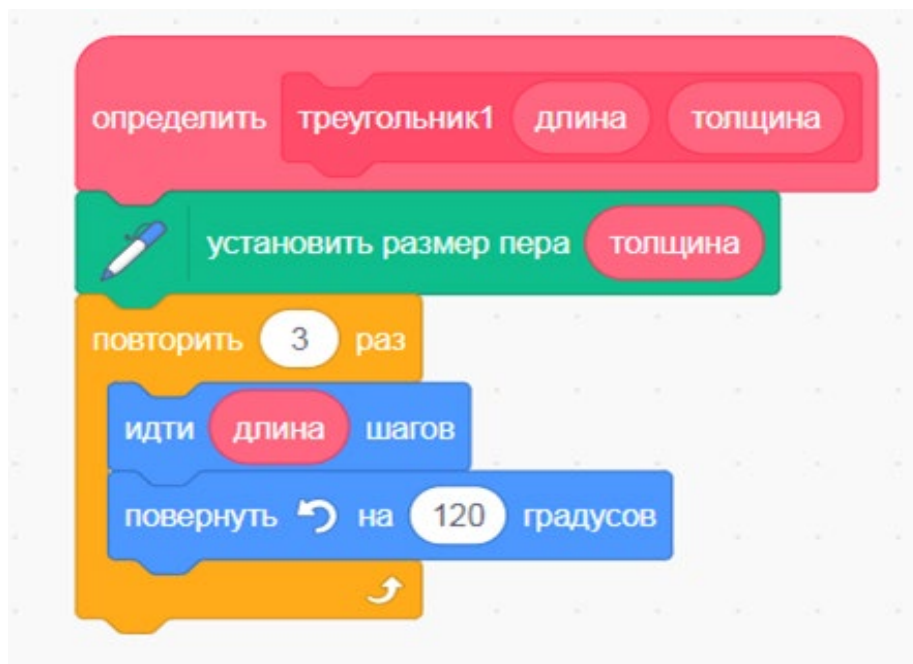 определить треугольник1 длина толщина
установить размер пера толщина
повторить 3 раз
идти длина шагов
повернуть на 120 градусов